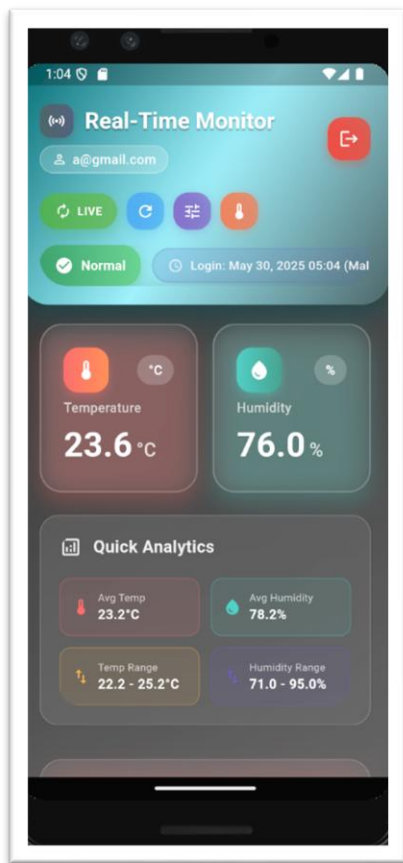 1:04
Real-Time Monitor
a@gmail.com
LIVE
Normal
Login: May 30, 2025 05:04 (Mal
°C
%
Temperature
Humidity
23.6 °C
76.0 %
Quick Analytics
Avg Temp
23.2°C
Avg Humidity
78.2%
Temp Range
22.2 - 25.2°C
Humidity Range
71.0 - 95.0%